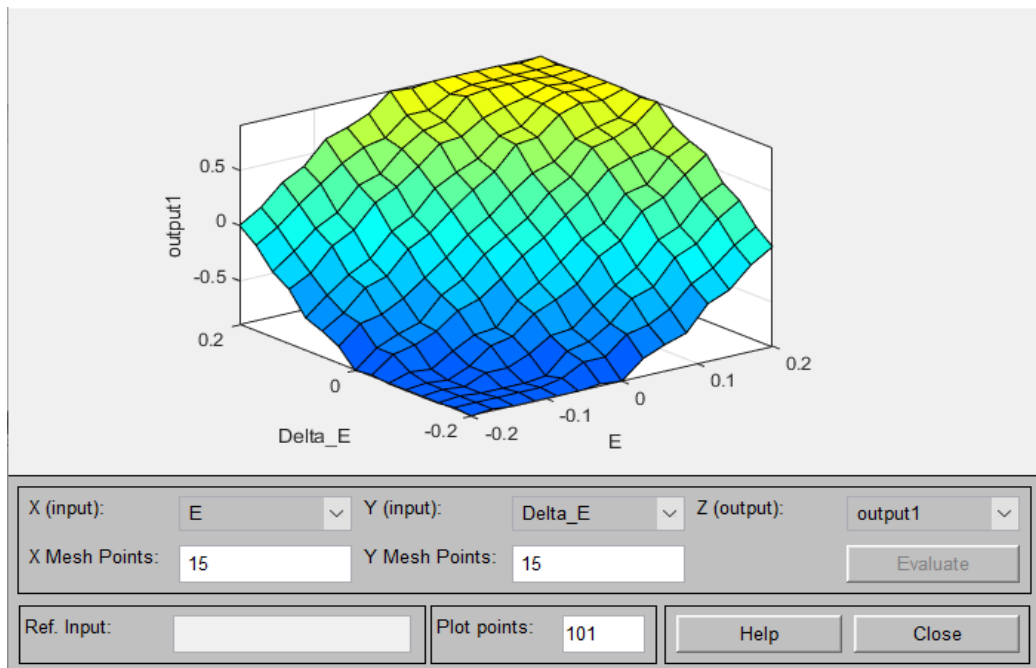 output1
0.5
0
-0.5
0.2
0
-0.2
Delta_E
-0.2
-0.1
0
0.1
0.2
E
X (input): E Y (input): Delta_E Z (output): output1
X Mesh Points: 15 Y Mesh Points: 15 Evaluate
Ref. Input: Plot points: 101 Help Close